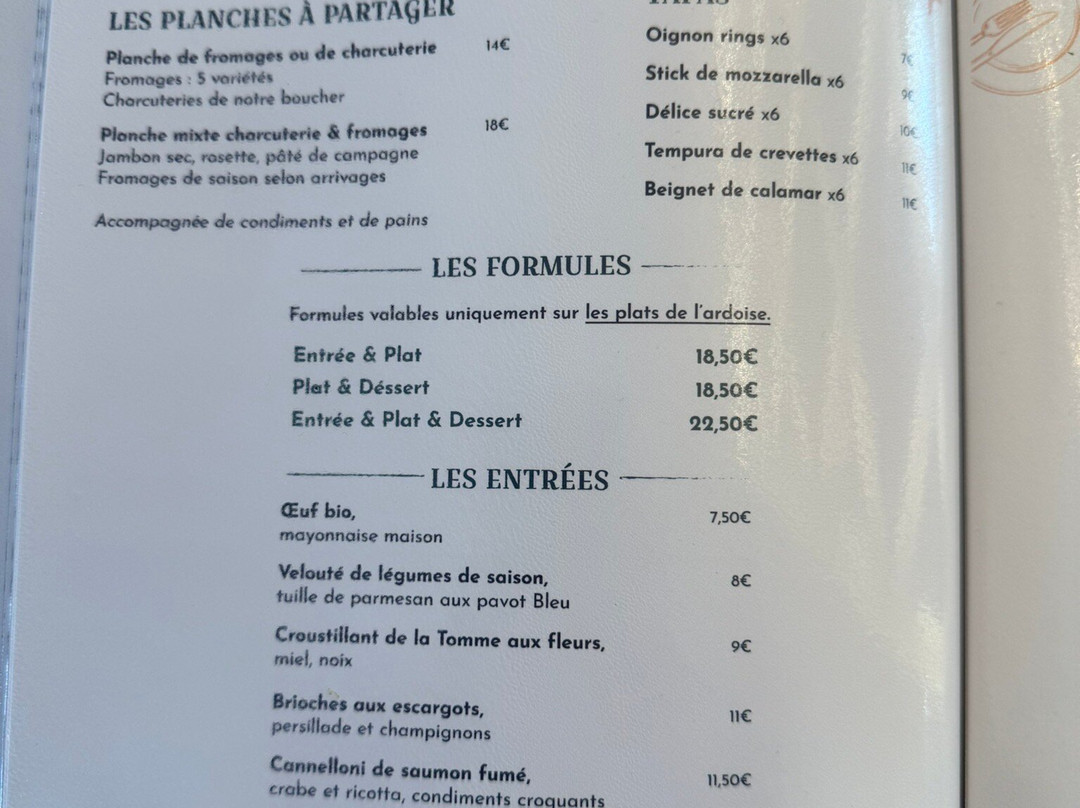 LES PLANCHES À PARTAGER
Planche de fromages ou de charcuterie 14€
Fromages : 5 variétés
Charcuteries de notre boucher
Planche mixte charcuterie & fromages 18€
Jambon sec, rosette, pâté de campagne
Fromages de saison selon arrivages
Accompagnée de condiments et de pains
Oignon rings x6 7€
Stick de mozzarella x6 9€
Délice sucré x6 10€
Tempura de crevettes x6 11€
Beignet de calamar x6 11€
LES FORMULES
Formules valables uniquement sur les plats de l'ardoise.
Entrée & Plat 18,50€
Plat & Déssert 18,50€
Entrée & Plat & Dessert 22,50€
LES ENTRÉES
Œuf bio, 7,50€
mayonnaise maison
Velouté de légumes de saison, 8€
tuille de parmesan aux pavot Bleu
Croustillant de la Tomme aux fleurs, 9€
miel, noix
Brioches aux escargots, 11€
persillade et champignons
Cannelloni de saumon fumé, 11,50€
crabe et ricotta, condiments croquants